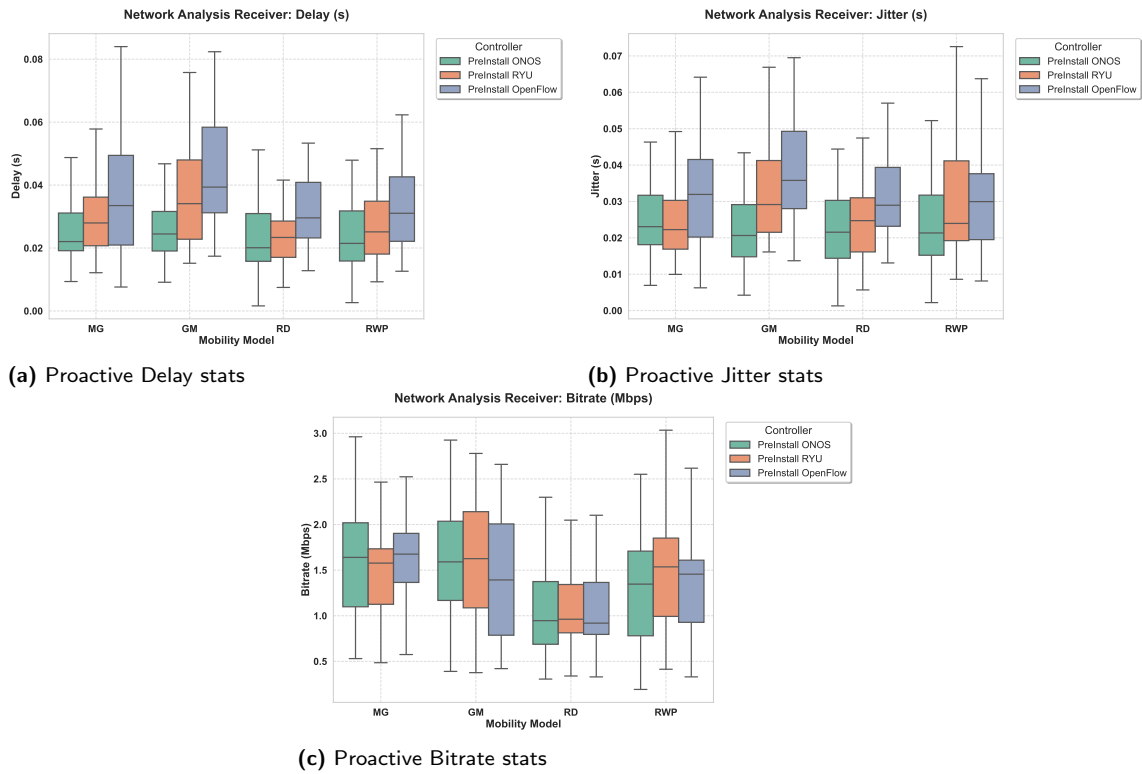 Network Analysis Receiver: Delay (s)
Controller
PreInstall ONOS
PreInstall RYU
PreInstall OpenFlow
0.08
0.06
0.04
0.02
0.00
Delay (s)
MG GM RD RWP
Mobility Model
(a) Proactive Delay stats
Network Analysis Receiver: Jitter (s)
Controller
PreInstall ONOS
PreInstall RYU
PreInstall OpenFlow
0.07
0.06
0.05
0.04
0.03
0.02
0.01
0.00
Jitter (s)
MG GM RD RWP
Mobility Model
(b) Proactive Jitter stats
Network Analysis Receiver: Bitrate (Mbps)
Controller
PreInstall ONOS
PreInstall RYU
PreInstall OpenFlow
3.0
2.5
2.0
1.5
1.0
0.5
Bitrate (Mbps)
MG GM RD RWP
Mobility Model
(c) Proactive Bitrate stats